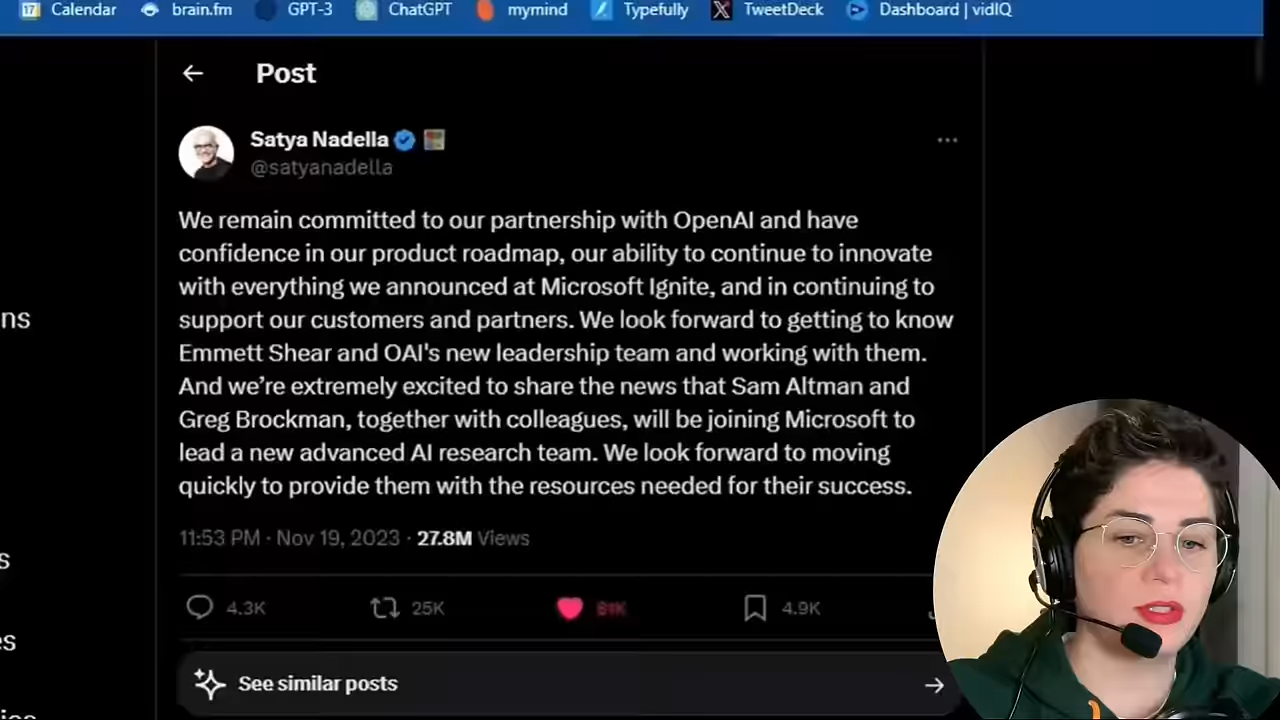 Calendar brain.fm GPT-3 ChatGPT mymind Typefully TweetDeck Dashboard | vidIQ
Post
Satya Nadella
@satyanadella
We remain committed to our partnership with OpenAI and have
confidence in our product roadmap, our ability to continue to innovate
with everything we announced at Microsoft Ignite, and in continuing to
support our customers and partners. We look forward to getting to know
Emmett Shear and OAI's new leadership team and working with them.
And we’re extremely excited to share the news that Sam Altman and
Greg Brockman, together with colleagues, will be joining Microsoft to
lead a new advanced AI research team. We look forward to moving
quickly to provide them with the resources needed for their success.
11:53 PM · Nov 19, 2023 · 27.8M Views
4.3K 25K 81K 4.9K
See similar posts
ns
s
es